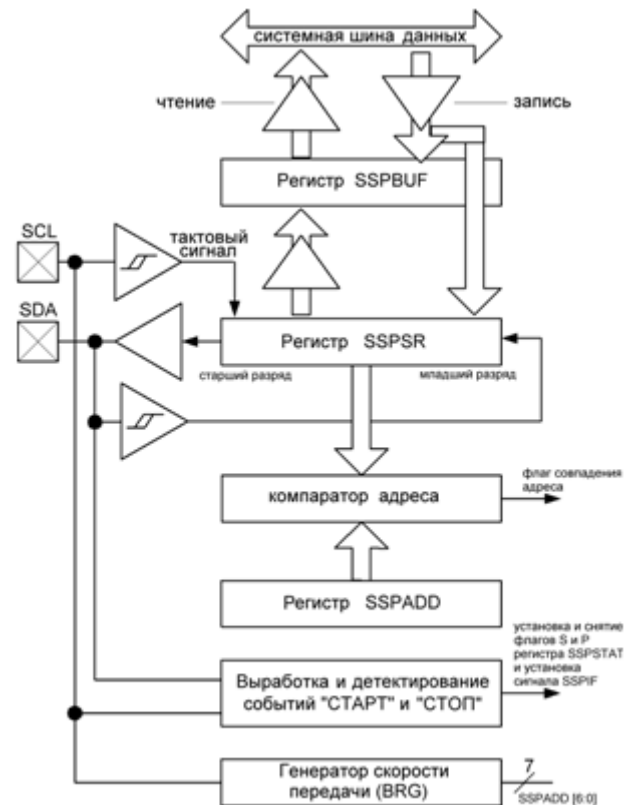 системная шина данных
чтение
запись
Регистр SSPBUF
SCL
тактовый
сигнал
SDA
Регистр SSPSR
старший разряд
младший разряд
флаг совпадения
адреса
компаратор адреса
Регистр SSPADD
установка и снятие
флагов S и P
регистра SSPSTAT
и установка
сигнала SSPIF
Выработка и детектирование
событий "СТАРТ" и "СТОП"
Генератор скорости
передачи (BRG)
7
SSPADD [6:0]